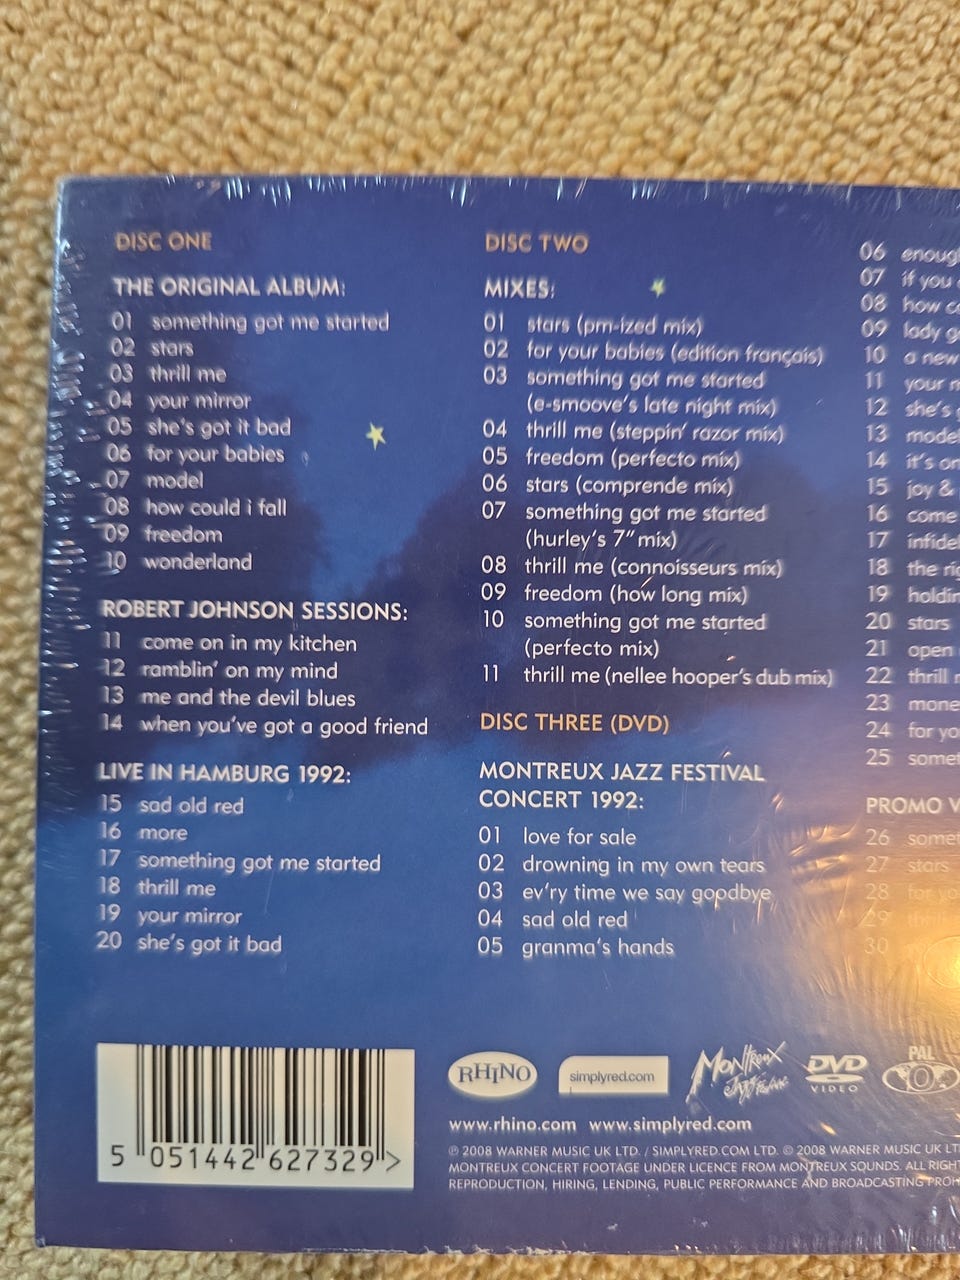 DISC ONE
THE ORIGINAL ALBUM:
01 something got me started
02 stars
03 thrill me
04 your mirror
05 she's got it bad
06 for your babies
07 model
08 how could i fall
09 freedom
10 wonderland
ROBERT JOHNSON SESSIONS:
11 come on in my kitchen
12 ramblin' on my mind
13 me and the devil blues
14 when you've got a good friend
LIVE IN HAMBURG 1992:
15 sad old red
16 more
17 something got me started
18 thrill me
19 your mirror
20 she's got it bad
DISC TWO
MIXES:
01 stars (pm-ized mix)
02 for your babies (edition français)
03 something got me started
(e-smoove's late night mix)
04 thrill me (steppin' razor mix)
05 freedom (perfecto mix)
06 stars (comprende mix)
07 something got me started
(hurley's 7" mix)
08 thrill me (connoisseurs mix)
09 freedom (how long mix)
10 something got me started
(perfecto mix)
11 thrill me (nellee hooper's dub mix)
DISC THREE (DVD)
MONTREUX JAZZ FESTIVAL
CONCERT 1992:
01 love for sale
02 drowning in my own tears
03 ev'ry time we say goodbye
04 sad old red
05 granma's hands
06 enough
07 if you
08 how
09 lady
10 a new
11 your
12 she's
13 model
14 it's on
15 joy &
16 come
17
18 the
19
20 stars
21 open
22 thrill
23
24 for
25
PROMO
26
27 stars
28 for
29
30
5 051442 627329 >
RHINO
simplyred.com
MONTREUX
JAZZ FESTIVAL
DVD
VIDEO
PAL
0
www.rhino.com www.simplyred.com
℗ 2008 WARNER MUSIC UK LTD. / SIMPLYRED.COM LTD. © 2008 WARNER MUSIC UK
MONTREUX CONCERT FOOTAGE UNDER LICENCE FROM MONTREUX SOUNDS. ALL
REPRODUCTION, HIRING, LENDING, PUBLIC PERFORMANCE AND BROADCASTING